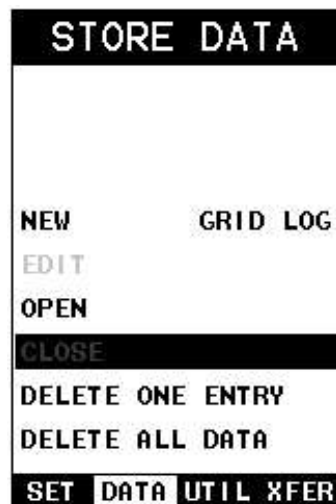 STORE DATA
NEW GRID LOG
EDIT
OPEN
CLOSE
DELETE ONE ENTRY
DELETE ALL DATA
SET DATA UTIL XFER